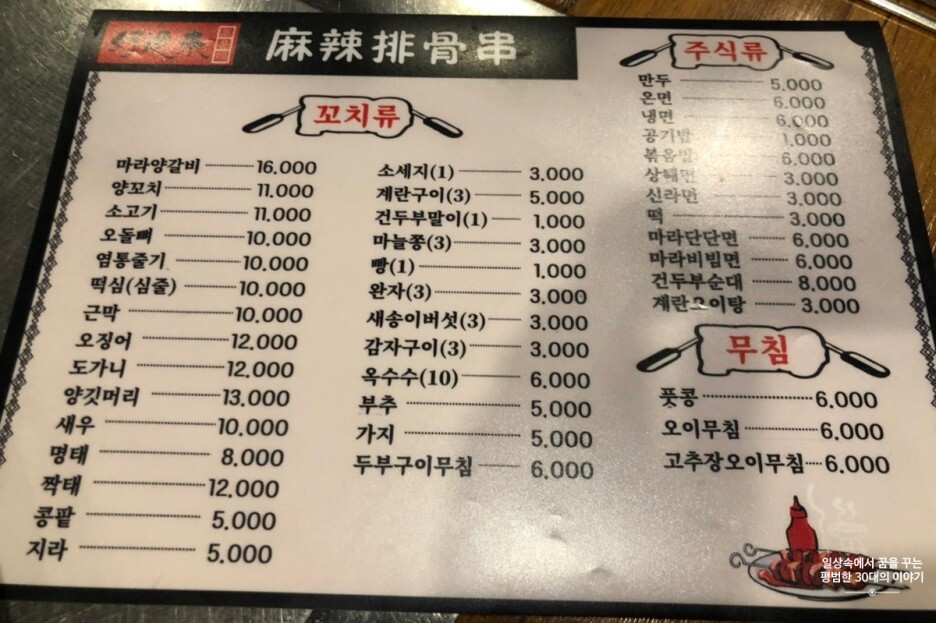 麻辣排骨串
꼬치류
마라양갈비 16.000
양꼬치 11.000
소고기 11.000
오돌뼈 10.000
염통줄기 10.000
떡심(심줄) 10.000
근막 10.000
오징어 12.000
도가니 12.000
양깃머리 13.000
새우 10.000
명태 8.000
짝태 12.000
콩팥 5.000
지라 5.000
소세지(1) 3.000
계란구이(3) 5.000
건두부말이(1) 1.000
마늘쫑(3) 3.000
빵(1) 1.000
완자(3) 3.000
새송이버섯(3) 3.000
감자구이(3) 3.000
옥수수(10) 6.000
부추 5.000
가지 5.000
두부구이무침 6.000
주식류
만두 5.000
온면 6.000
냉면 6.000
공기밥 1.000
볶음밥 6.000
상해면 3.000
신라면 3.000
떡 3.000
마라단단면 6.000
마라비빔면 6.000
건두부순대 8.000
계란오이탕 3.000
무침
풋콩 6.000
오이무침 6.000
고추장오이무침 6.000
일상속에서 꿈을 꾸는
평범한 30대의 이야기